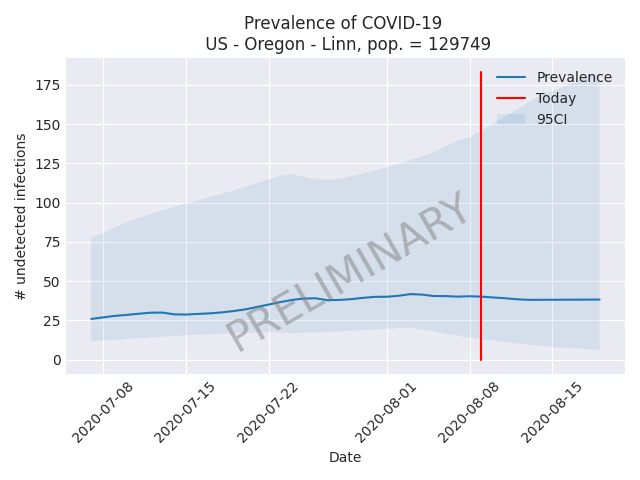 Prevalence of COVID-19
US - Oregon - Linn, pop. = 129749
Prevalence
Today
95CI
175
150
125
100
75
50
25
0
# undetected infections
PRELIMINARY
2020-07-08
2020-07-15
2020-07-22
2020-08-01
2020-08-08
2020-08-15
Date